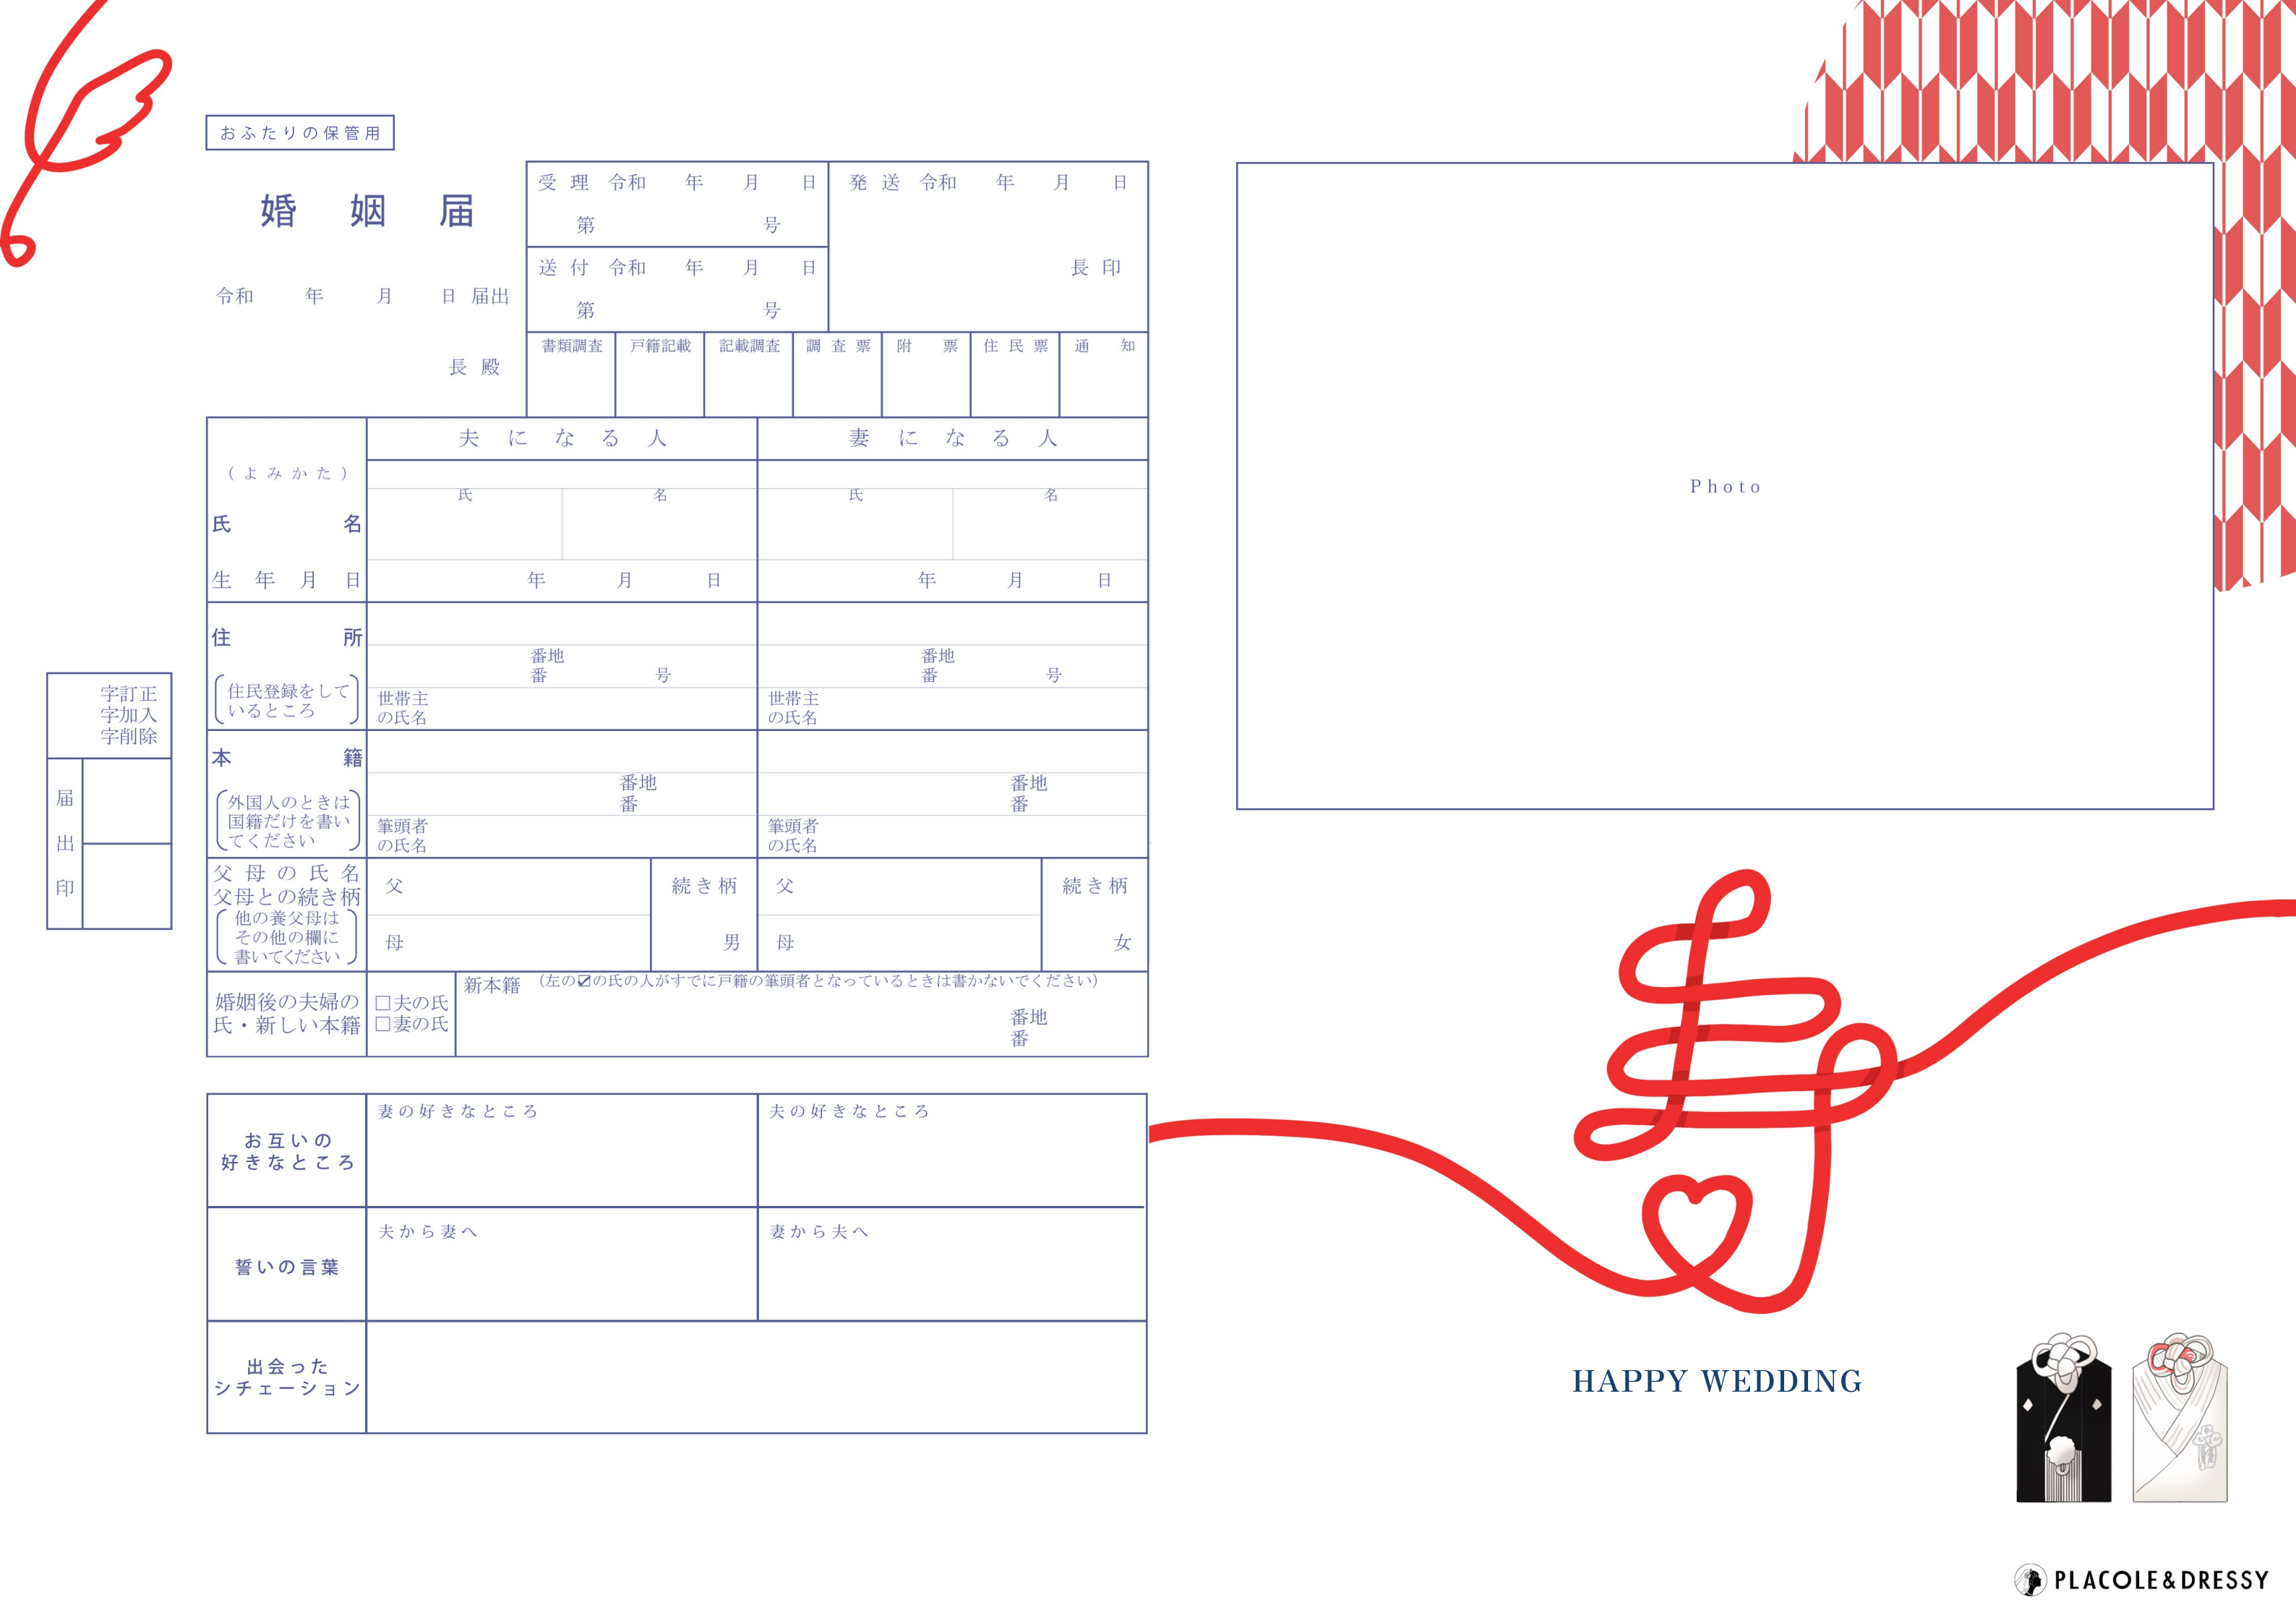 おふたりの保管用
婚姻届
令和 年 月 日 届出
長殿
受理 令和 年 月 日
第 号
送付 令和 年 月 日
第 号
発送 令和 年 月 日
長印
書類調査 戸籍記載 記載調査 調査票 附票 住民票 通知
夫になる人 妻になる人
(よみかた)
氏名
氏 名 氏 名
生年月日 年 月 日 年 月 日
住所
(住民登録をして
いるところ)
番地
番 号
世帯主
の氏名
番地
番 号
世帯主
の氏名
本籍
(外国人のときは
国籍だけを書い
てください)
番地
番
筆頭者
の氏名
番地
番
筆頭者
の氏名
父母の氏名
父母との続き柄
(他の養父母は
その他の欄に
書いてください)
父 続き柄
母 男
父 続き柄
母 女
婚姻後の夫婦の
氏・新しい本籍
□夫の氏
□妻の氏
新本籍 (左の☑の氏の人がすでに戸籍の筆頭者となっているときは書かないでください)
番地
番
字訂正
字加入
字削除
届出印
お互いの
好きなところ
妻の好きなところ
夫の好きなところ
誓いの言葉
夫から妻へ
妻から夫へ
出会った
シチェーション
Photo
寿
HAPPY WEDDING
PLACOLE&DRESSY